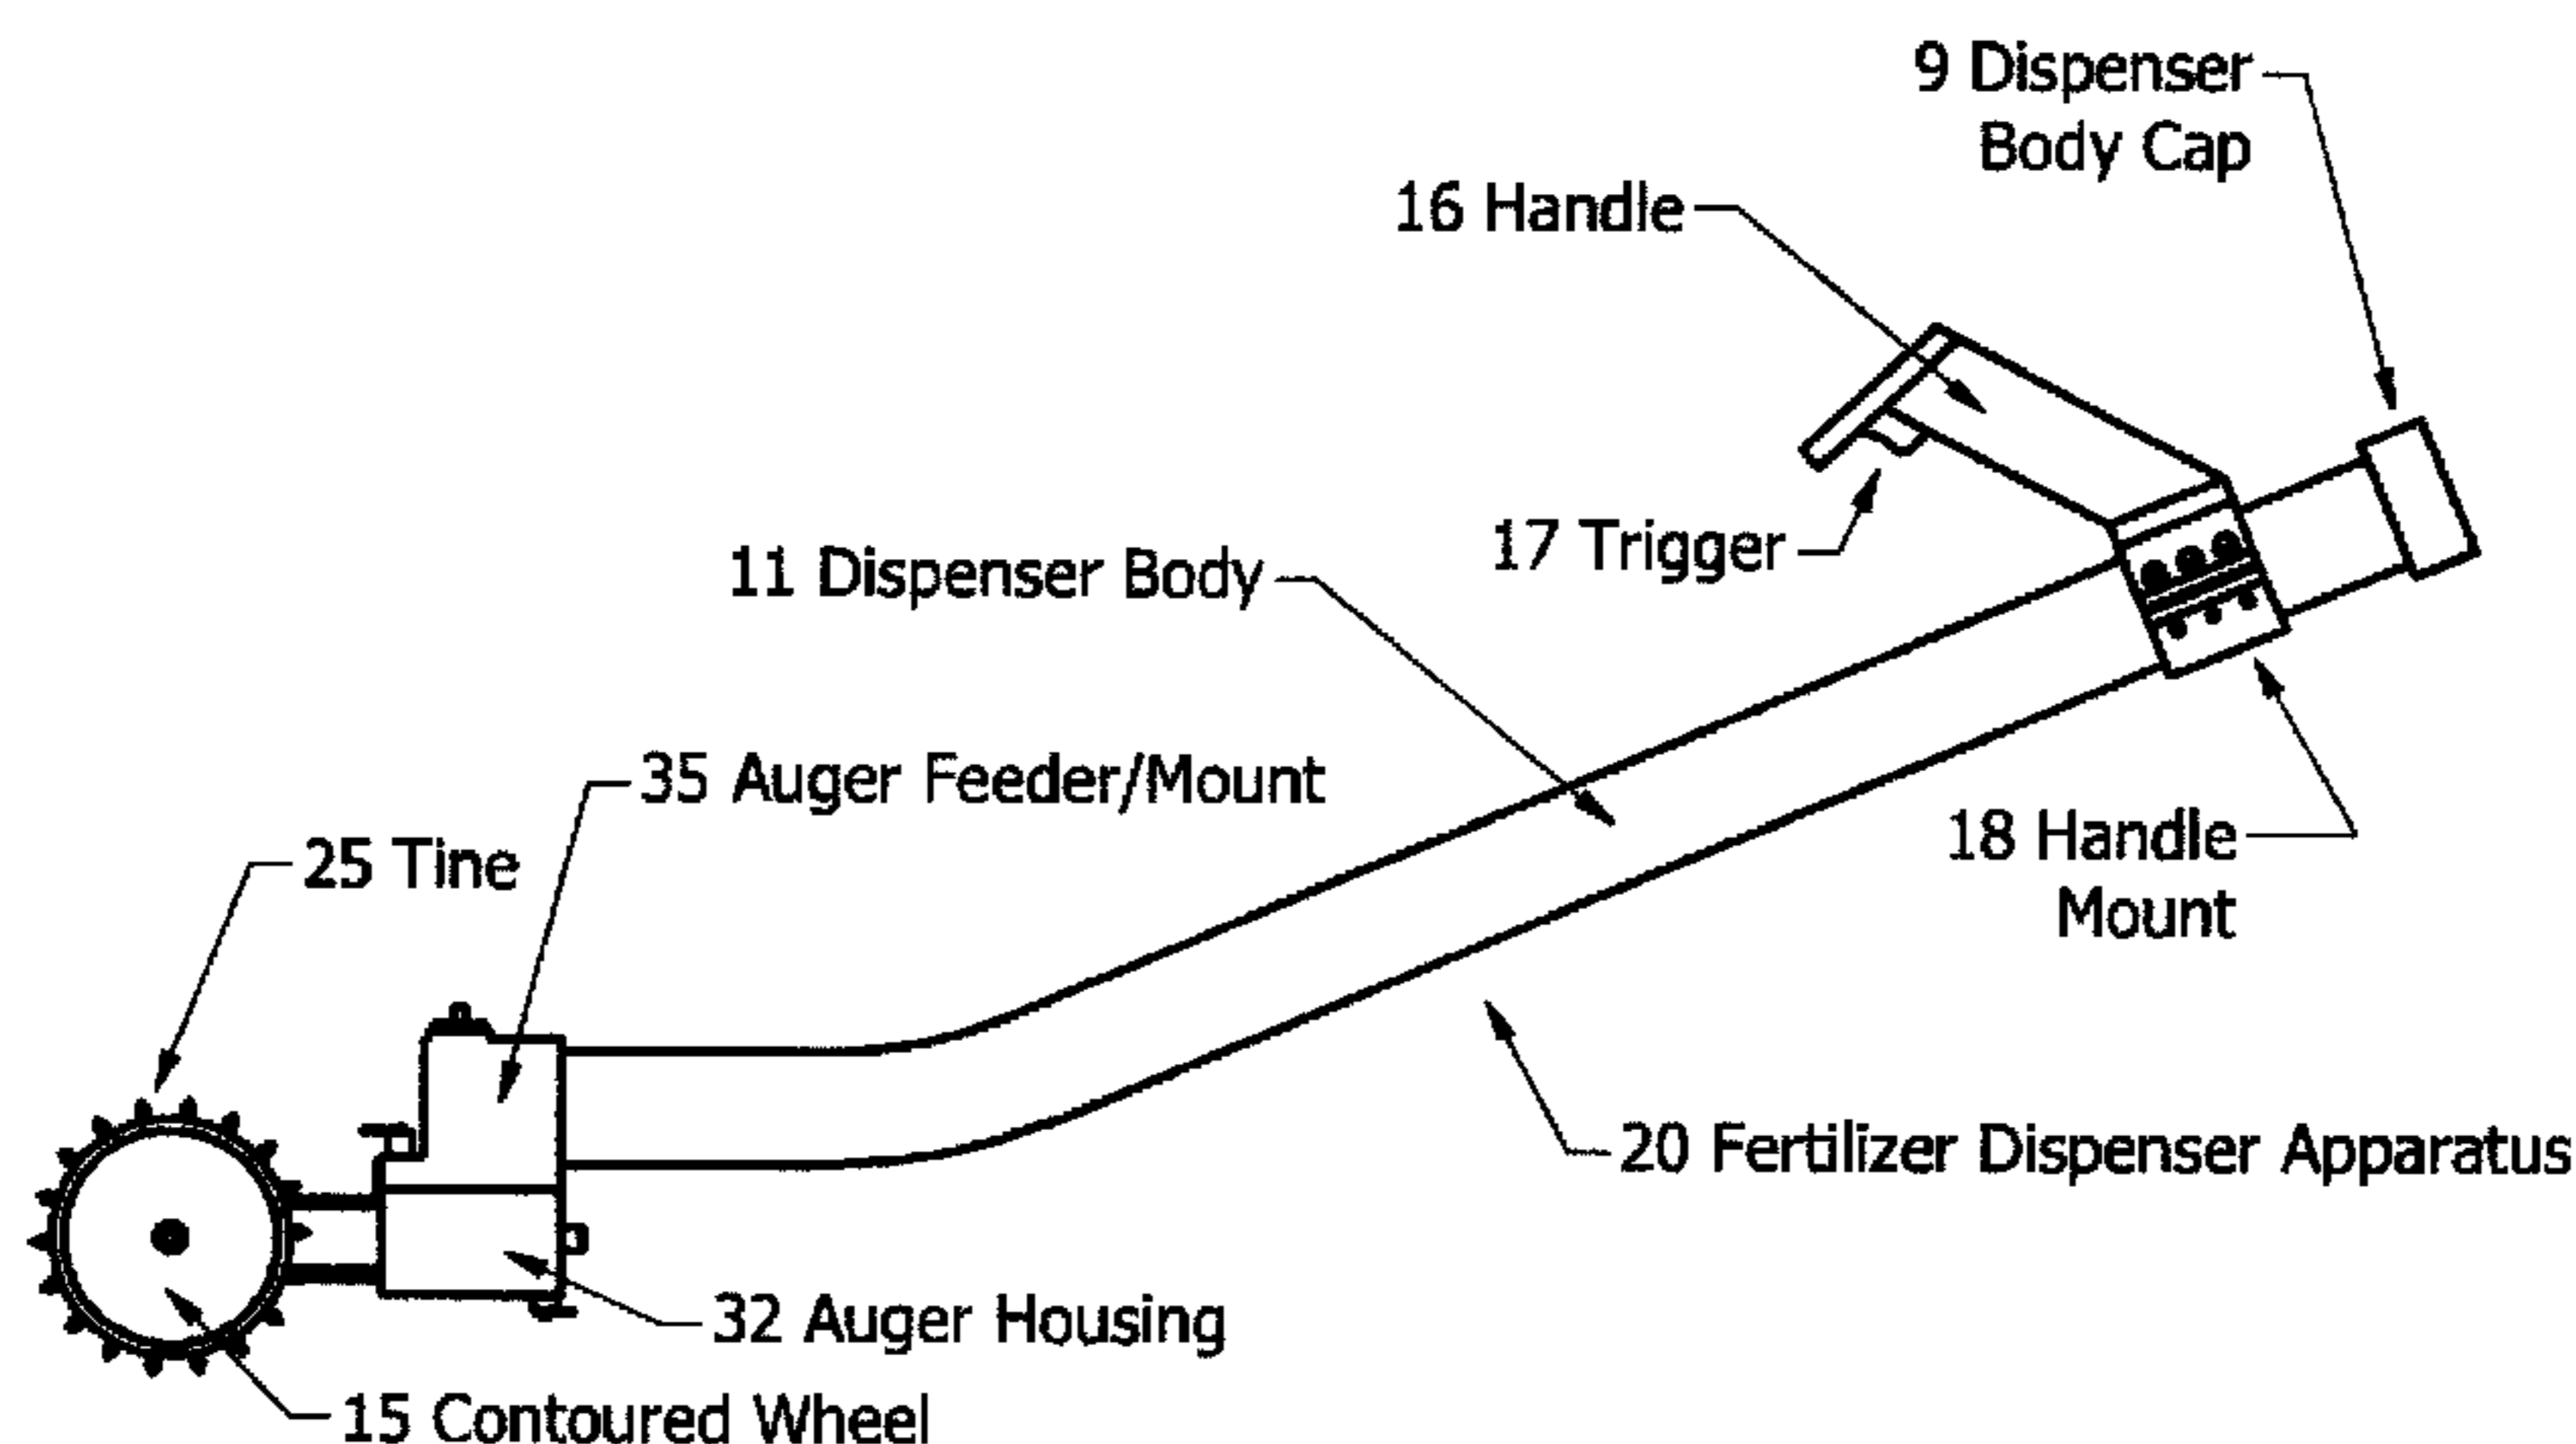 9 Dispenser
Body Cap
16 Handle
17 Trigger
11 Dispenser Body
35 Auger Feeder/Mount
18 Handle
Mount
25 Tine
20 Fertilizer Dispenser Apparatus
32 Auger Housing
15 Contoured Wheel